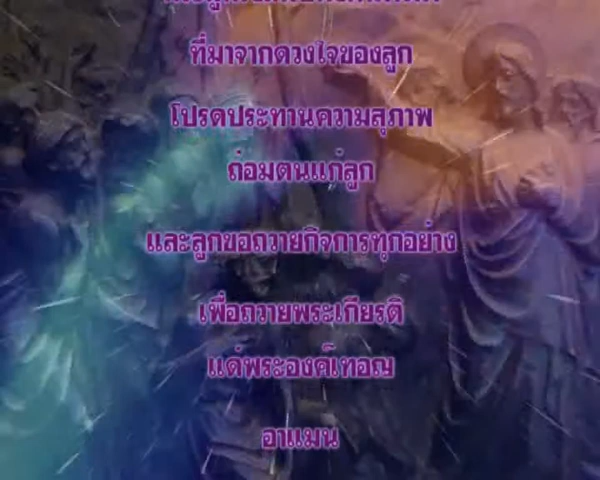 ที่มาจากดวงใจของลูก
โปรดประทานความสุภาพ
ถ่อมตนแก่ลูก
และลูกขอถวายกิจการทุกอย่าง
เพื่อถวายพระเกียรติ
แด่พระองค์เทอญ
อาแมน